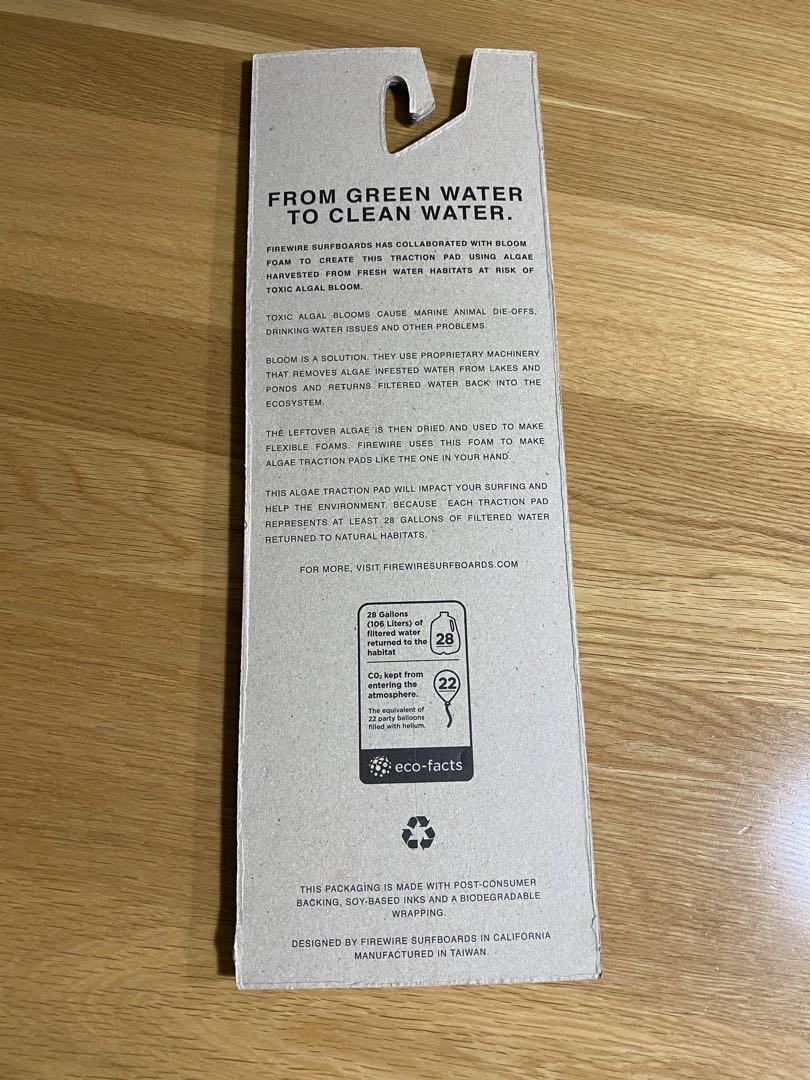 FROM GREEN WATER
TO CLEAN WATER.
FIREWIRE SURFBOARDS HAS COLLABORATED WITH BLOOM
FOAM TO CREATE THIS TRACTION PAD USING ALGAE
HARVESTED FROM FRESH WATER HABITATS AT RISK OF
TOXIC ALGAL BLOOM.
TOXIC ALGAL BLOOMS CAUSE MARINE ANIMAL DIE-OFFS,
DRINKING WATER ISSUES AND OTHER PROBLEMS.
BLOOM IS A SOLUTION. THEY USE PROPRIETARY MACHINERY
THAT REMOVES ALGAE INFESTED WATER FROM LAKES AND
PONDS AND RETURNS FILTERED WATER BACK INTO THE
ECOSYSTEM.
THE LEFTOVER ALGAE IS THEN DRIED AND USED TO MAKE
FLEXIBLE FOAMS. FIREWIRE USES THIS FOAM TO MAKE
ALGAE TRACTION PADS LIKE THE ONE IN YOUR HAND.
THIS ALGAE TRACTION PAD WILL IMPACT YOUR SURFING AND
HELP THE ENVIRONMENT. BECAUSE EACH TRACTION PAD
REPRESENTS AT LEAST 28 GALLONS OF FILTERED WATER
RETURNED TO NATURAL HABITATS.
FOR MORE, VISIT FIREWIRESURFBOARDS.COM
28 Gallons
(106 Liters) of
filtered water
returned to the
habitat
28
CO₂ kept from
entering the
atmosphere.
22
The equivalent of
22 party balloons
filled with helium.
eco-facts
THIS PACKAGING IS MADE WITH POST-CONSUMER
BACKING, SOY-BASED INKS AND A BIODEGRADABLE
WRAPPING.
DESIGNED BY FIREWIRE SURFBOARDS IN CALIFORNIA
MANUFACTURED IN TAIWAN.